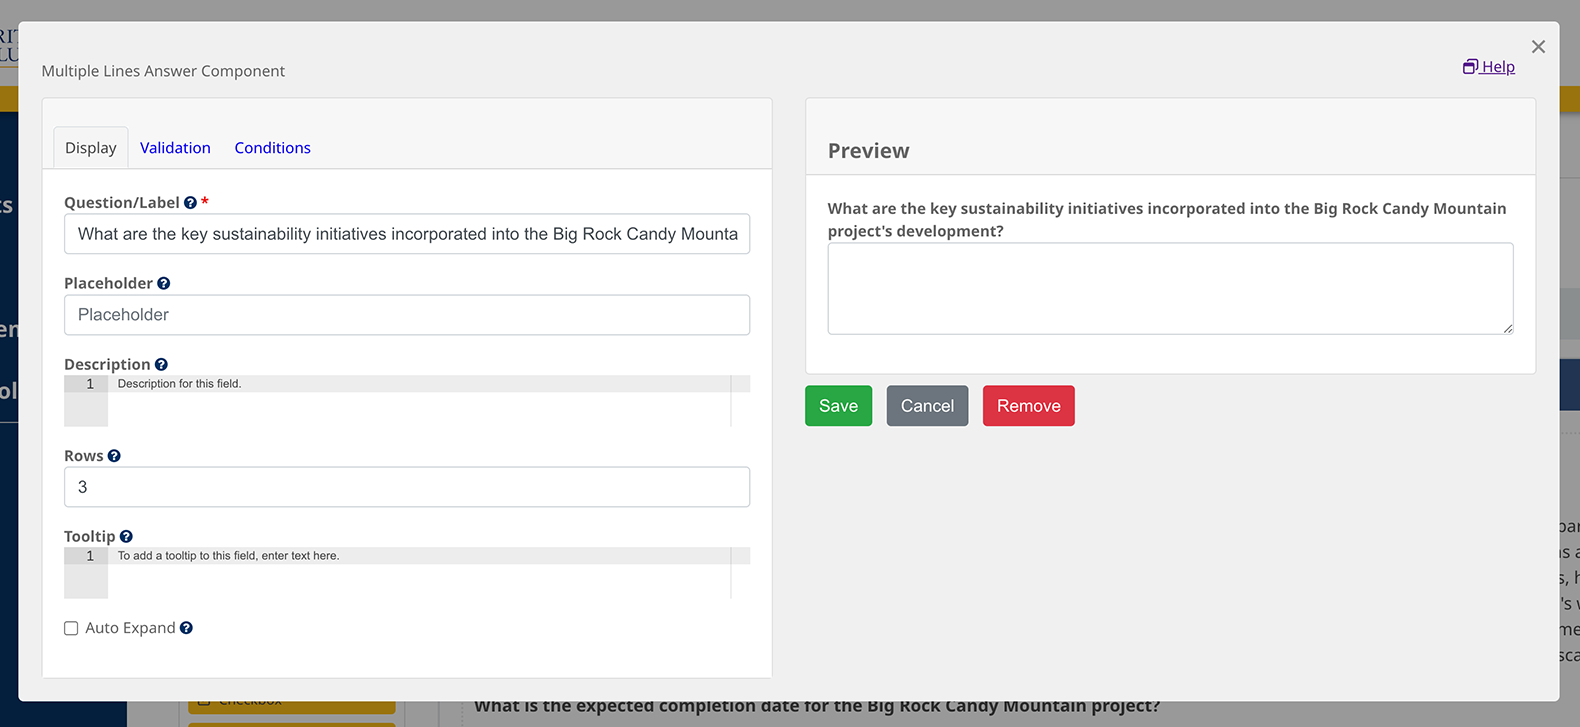 Multiple Lines Answer Component
Help
Display Validation Conditions
Question/Label *
What are the key sustainability initiatives incorporated into the Big Rock Candy Mounta
Placeholder
Placeholder
Description
1 Description for this field.
Rows
3
Tooltip
1 To add a tooltip to this field, enter text here.
Auto Expand
Preview
What are the key sustainability initiatives incorporated into the Big Rock Candy Mountain
project's development?
Save Cancel Remove
Checkbox
What is the expected completion date for the Big Rock Candy Mountain project?